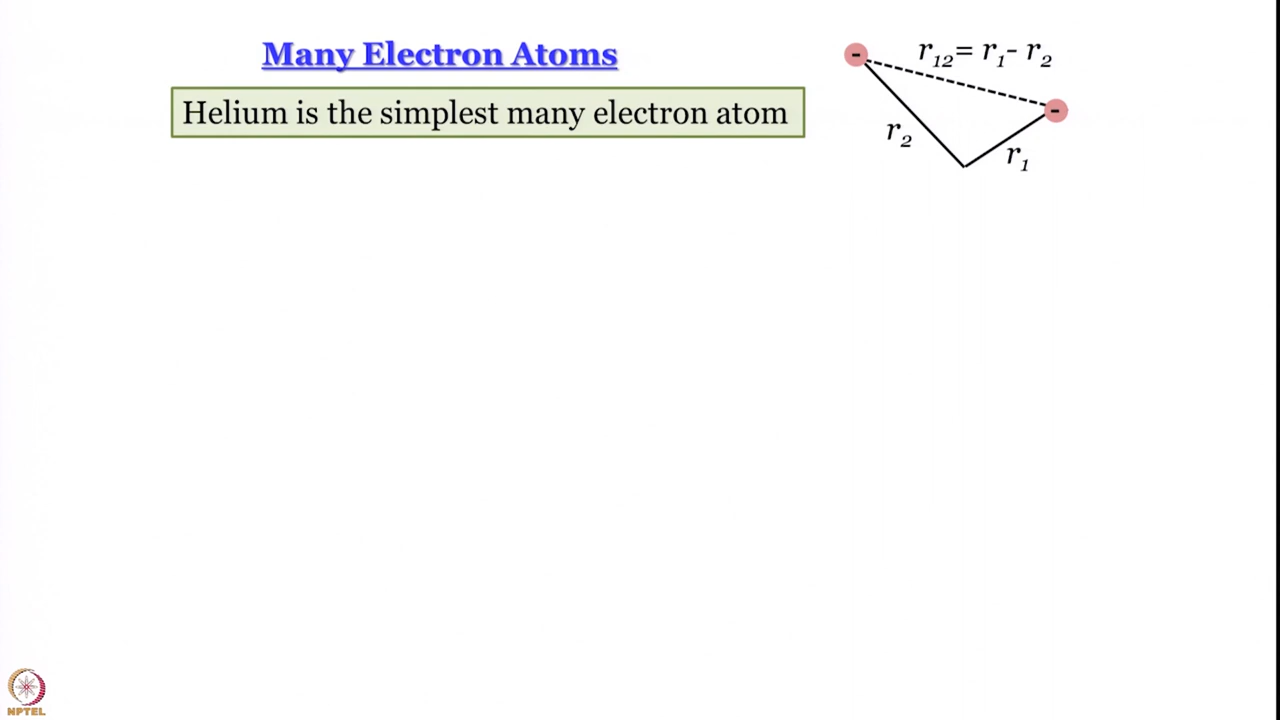 Many Electron Atoms
Helium is the simplest many electron atom
- r₁₂= r₁- r₂
-
r₂
r₁
NPTEL